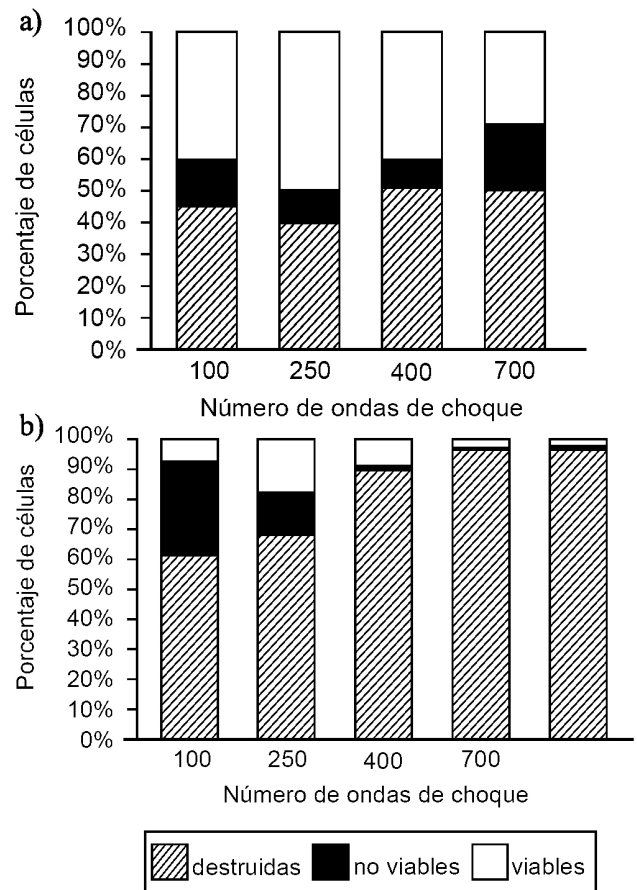 a)
Porcentaje de células
100%
90%
80%
70%
60%
50%
40%
30%
20%
10%
0%
100 250 400 700
Número de ondas de choque
b)
Porcentaje de células
100%
90%
80%
70%
60%
50%
40%
30%
20%
10%
0%
100 250 400 700
Número de ondas de choque
destruidas no viables viables